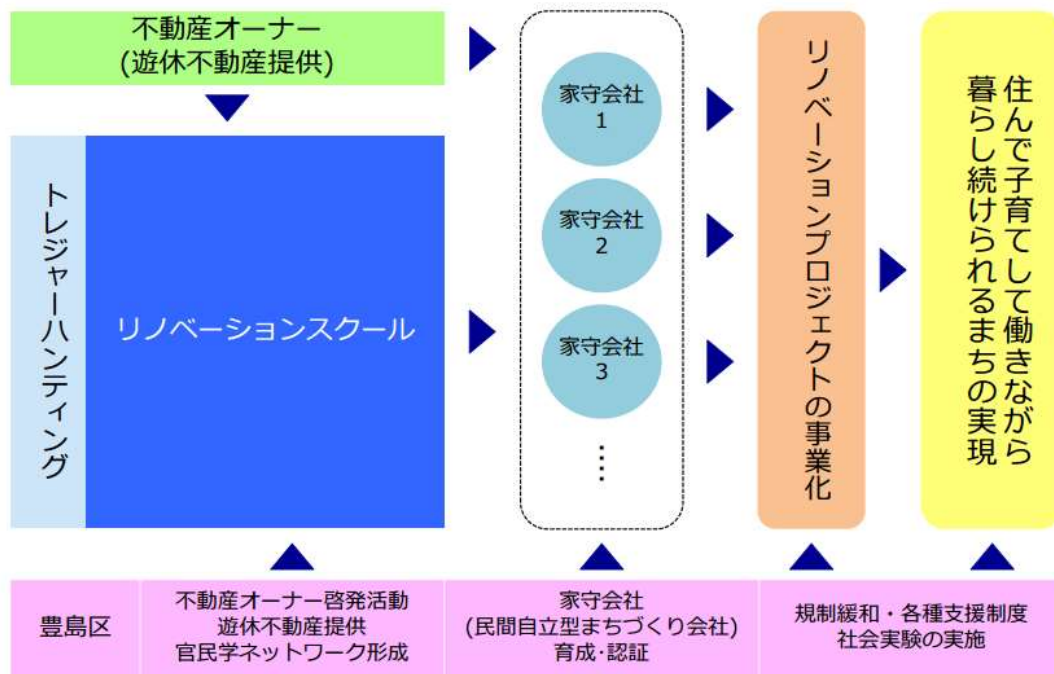 不動産オーナー
(遊休不動産提供)
トレジャーハンティング
リノベーションスクール
家守会社
1
家守会社
2
家守会社
3
‥‥
リノベーションプロジェクトの事業化
住んで子育てして働きながら
暮らし続けられるまちの実現
豊島区
不動産オーナー啓発活動
遊休不動産提供
官民学ネットワーク形成
家守会社
(民間自立型まちづくり会社)
育成･認証
規制緩和・各種支援制度
社会実験の実施